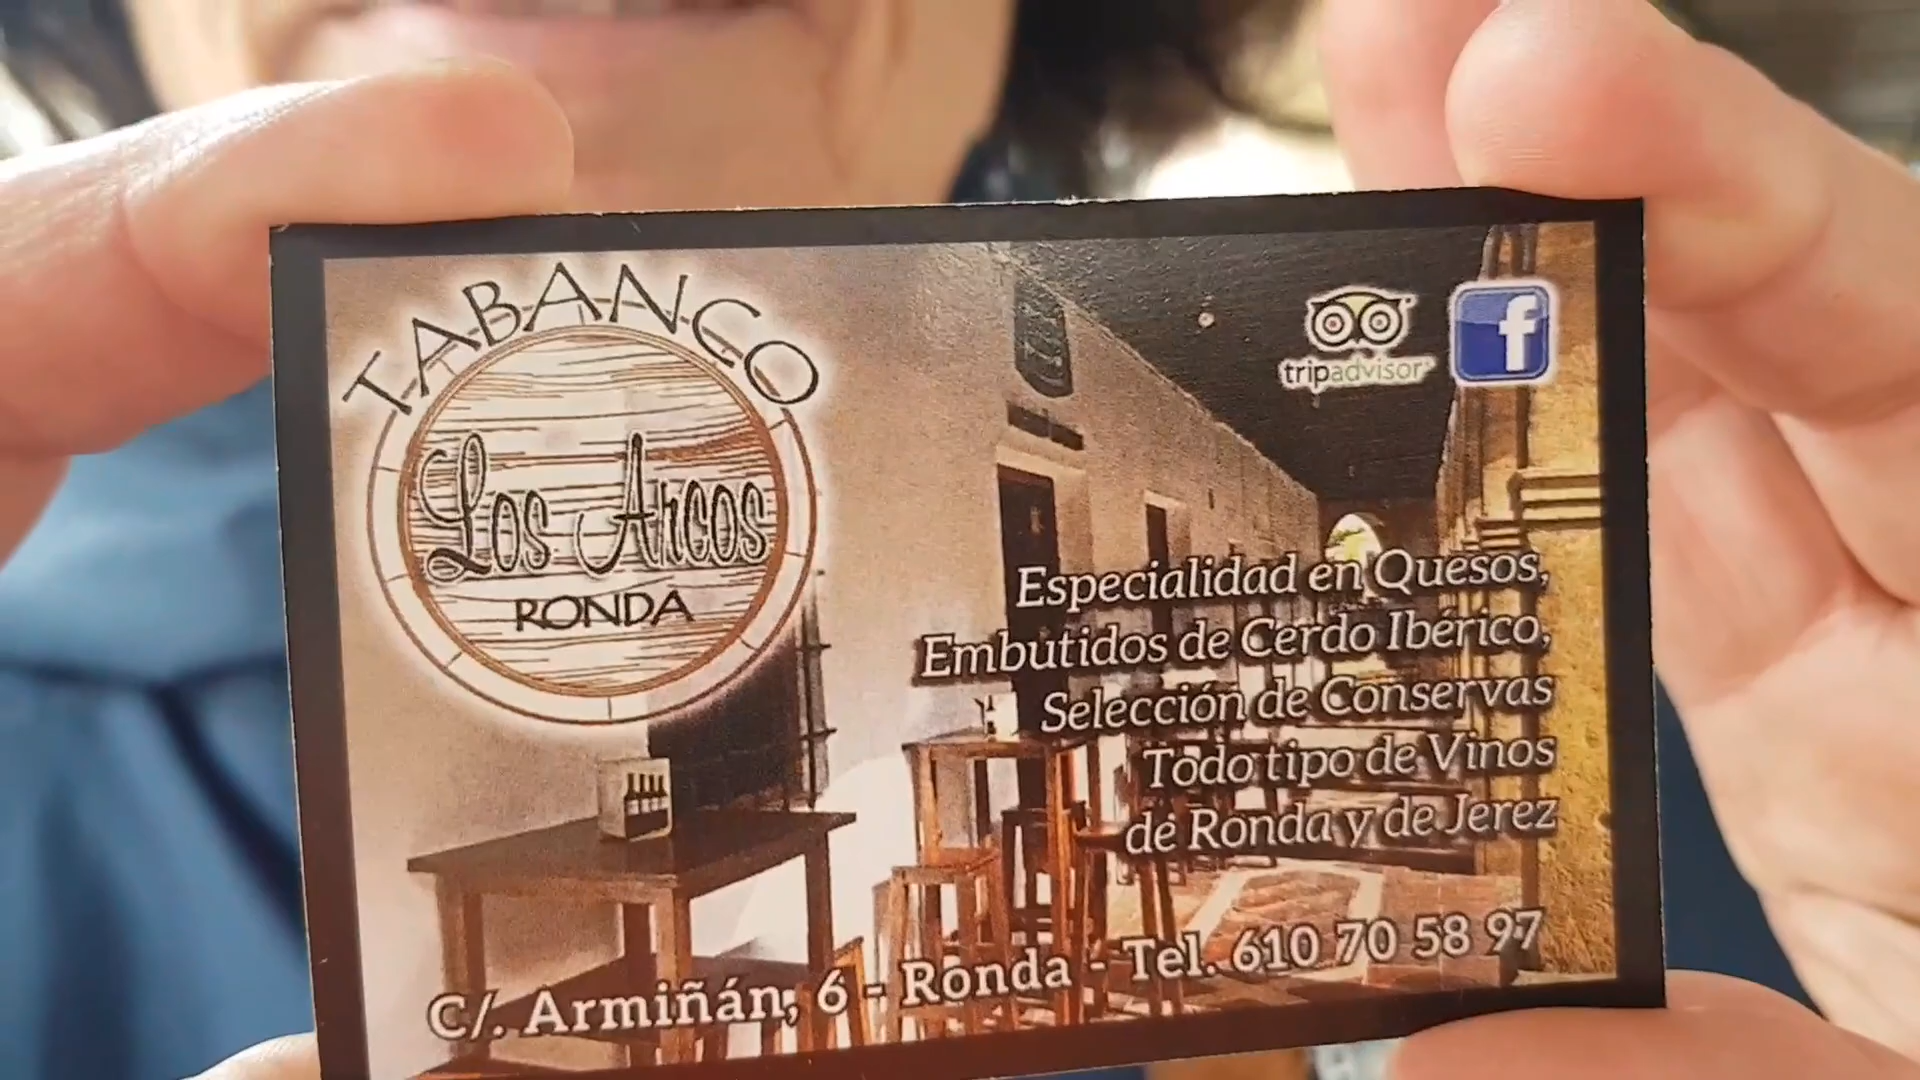 TABANCO
Los Arcos
RONDA
tripadvisor
f
Especialidad en Quesos,
Embutidos de Cerdo Ibérico,
Selección de Conservas
Todo tipo de Vinos
de Ronda y de Jerez
C/. Armiñán, 6 - Ronda - Tel. 610 70 58 97